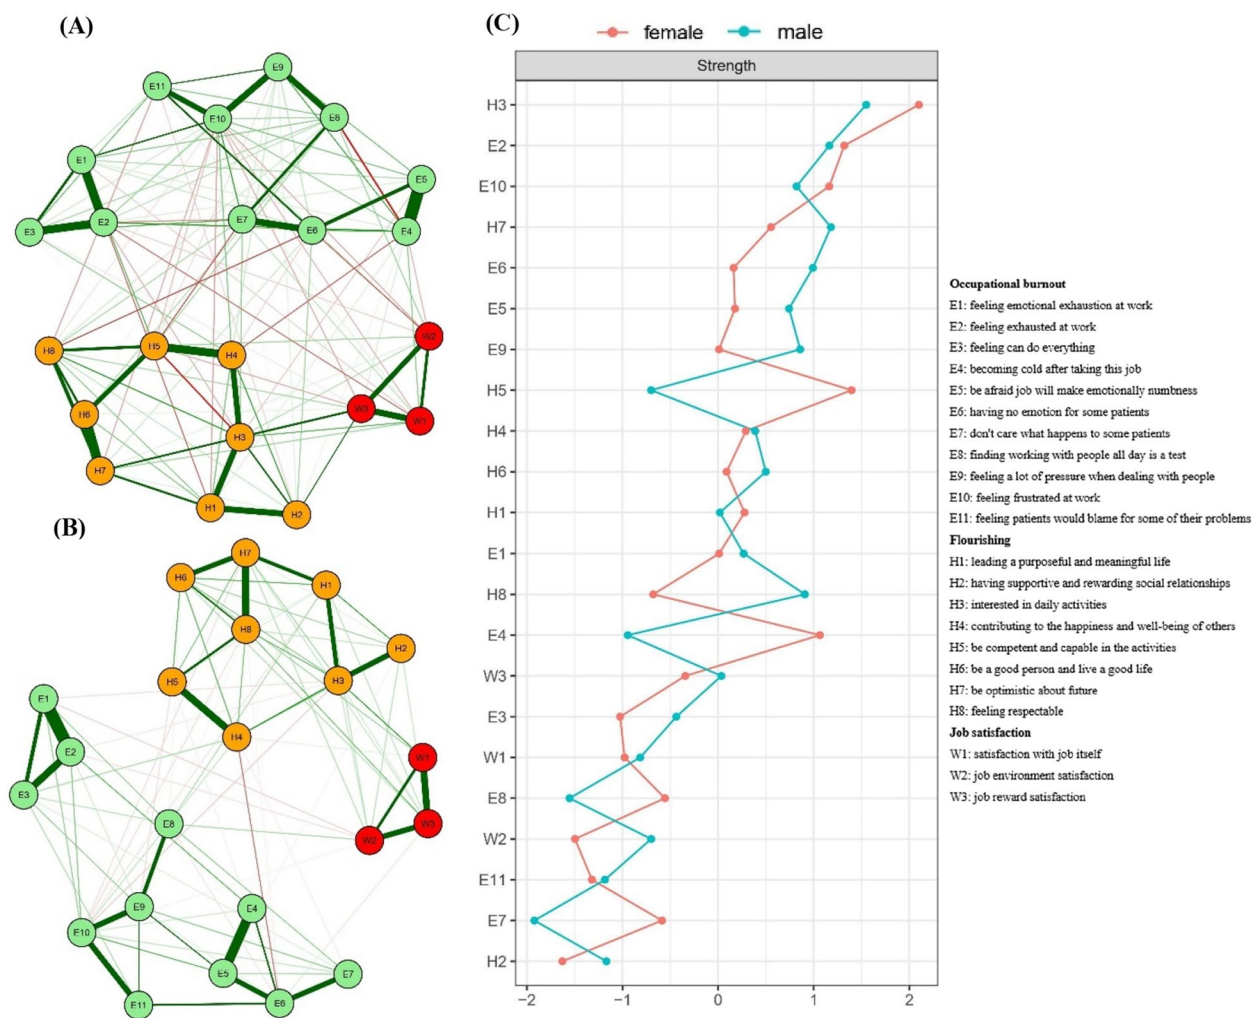 (A)
E9
E11
E10
E8
E1
E5
E3
E2
E7
E6
E4
W2
H8
H5
H4
W3
W1
H6
H3
H7
H1
H2
(B)
H7
H6
H1
H8
H2
H5
H3
E1
H4
E2
W1
E3
E8
W3
W2
E9
E4
E10
E5
E7
E11
E6
(C)
female male
Strength
H3
E2
E10
H7
E6
E5
E9
H5
H4
H6
H1
E1
H8
E4
W3
E3
W1
E8
W2
E11
E7
H2
−2 −1 0 1 2
Occupational burnout
E1: feeling emotional exhaustion at work
E2: feeling exhausted at work
E3: feeling can do everything
E4: becoming cold after taking this job
E5: be afraid job will make emotionally numbness
E6: having no emotion for some patients
E7: don't care what happens to some patients
E8: finding working with people all day is a test
E9: feeling a lot of pressure when dealing with people
E10: feeling frustrated at work
E11: feeling patients would blame for some of their problems
Flourishing
H1: leading a purposeful and meaningful life
H2: having supportive and rewarding social relationships
H3: interested in daily activities
H4: contributing to the happiness and well-being of others
H5: be competent and capable in the activities
H6: be a good person and live a good life
H7: be optimistic about future
H8: feeling respectable
Job satisfaction
W1: satisfaction with job itself
W2: job environment satisfaction
W3: job reward satisfaction